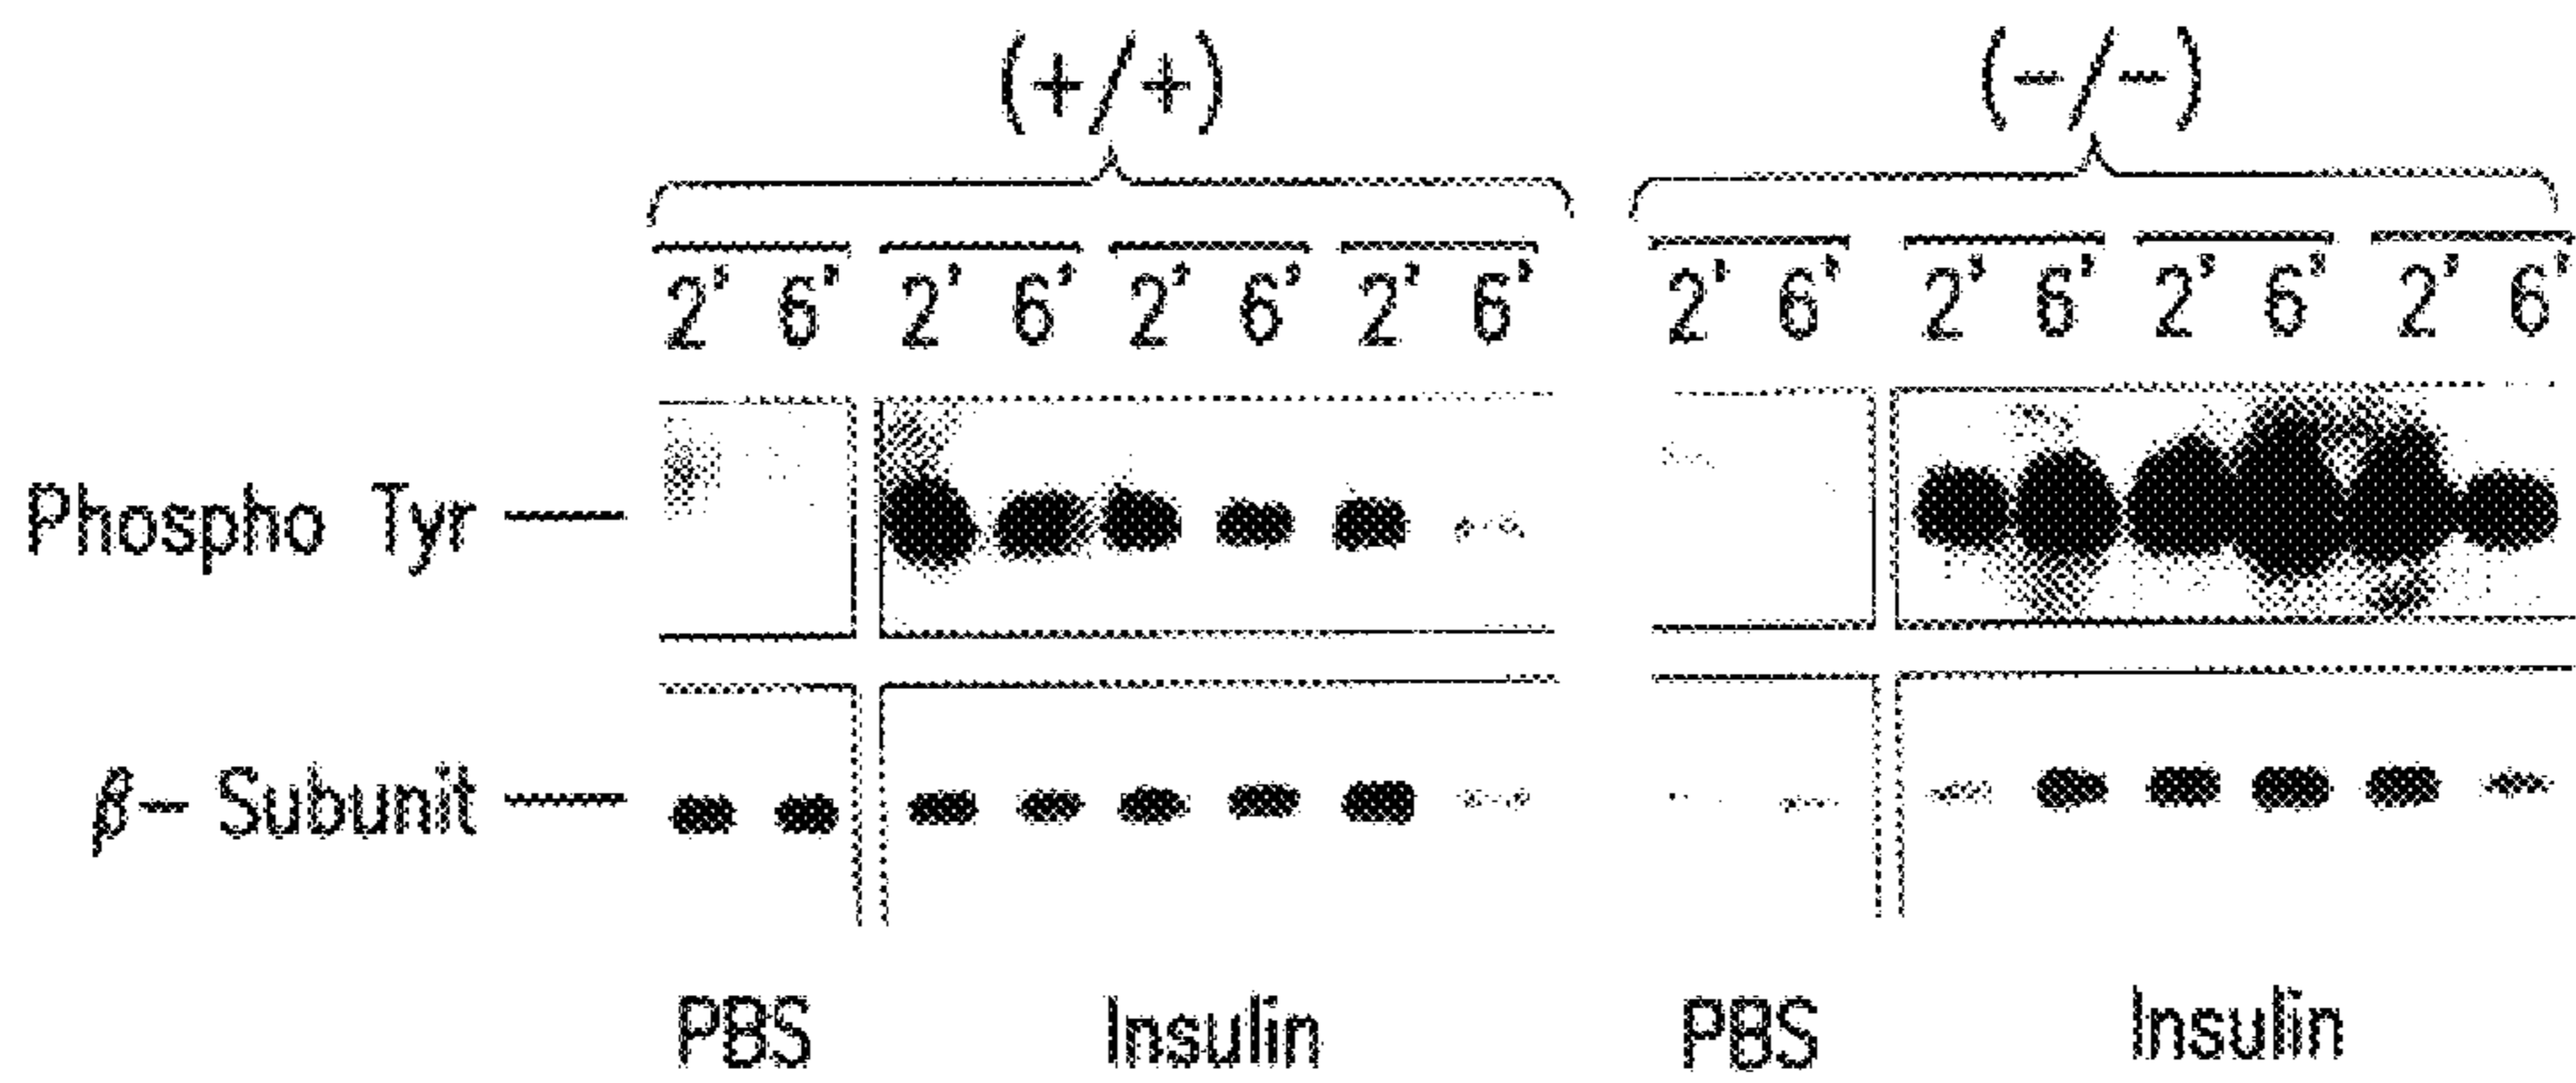 (+/+) (-/-)
2' 6' 2' 6' 2' 6' 2' 6' 2' 6' 2' 6' 2' 6' 2' 6'
Phospho Tyr
β- Subunit
PBS Insulin PBS Insulin